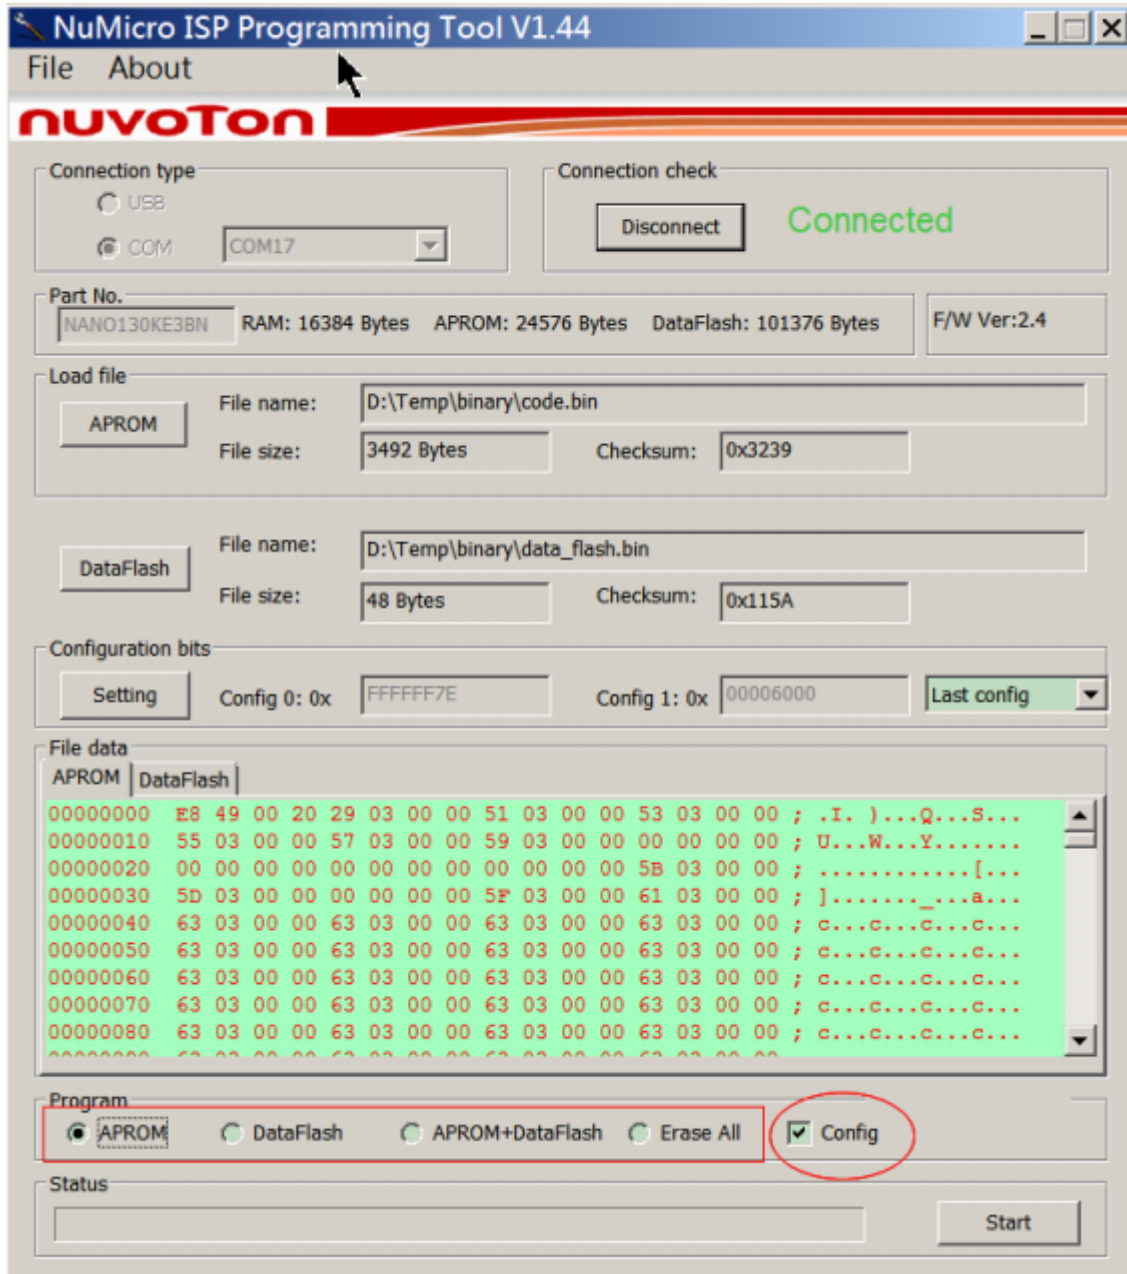 NuMicro ISP Programming Tool V1.44
File About
nuvoTon
Connection type
USB
COM COM17
Connection check
Disconnect Connected
Part No.
NANO130KE3BN RAM: 16384 Bytes APROM: 24576 Bytes DataFlash: 101376 Bytes F/W Ver:2.4
Load file
APROM File name: D:\Temp\binary\code.bin
File size: 3492 Bytes Checksum: 0x3239
DataFlash File name: D:\Temp\binary\data_flash.bin
File size: 48 Bytes Checksum: 0x115A
Configuration bits
Setting Config 0: 0x FFFFFF7E Config 1: 0x 00006000 Last config
File data
APROM DataFlash
00000000 E8 49 00 20 29 03 00 00 51 03 00 00 53 03 00 00 ; .I. )...Q...S...
00000010 55 03 00 00 57 03 00 00 59 03 00 00 00 00 00 00 ; U...W...Y.......
00000020 00 00 00 00 00 00 00 00 00 00 00 00 5B 03 00 00 ; ............[...
00000030 5D 03 00 00 00 00 00 00 5F 03 00 00 61 03 00 00 ; ]......._...a...
00000040 63 03 00 00 63 03 00 00 63 03 00 00 63 03 00 00 ; c...c...c...c...
00000050 63 03 00 00 63 03 00 00 63 03 00 00 63 03 00 00 ; c...c...c...c...
00000060 63 03 00 00 63 03 00 00 63 03 00 00 63 03 00 00 ; c...c...c...c...
00000070 63 03 00 00 63 03 00 00 63 03 00 00 63 03 00 00 ; c...c...c...c...
00000080 63 03 00 00 63 03 00 00 63 03 00 00 63 03 00 00 ; c...c...c...c...
Program
APROM DataFlash APROM+DataFlash Erase All Config
Status
Start